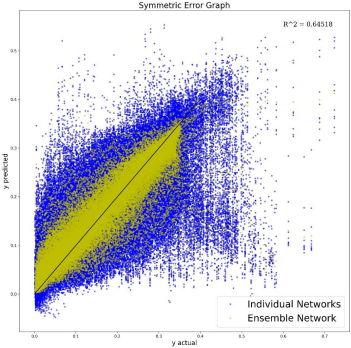 Symmetric Error Graph
R^2 = 0.64518
y predicted
0.5
0.4
0.3
0.2
0.1
0.0
Individual Networks
Ensemble Network
0.0 0.1 0.2 0.3 0.4 0.5 0.6 0.7
y actual